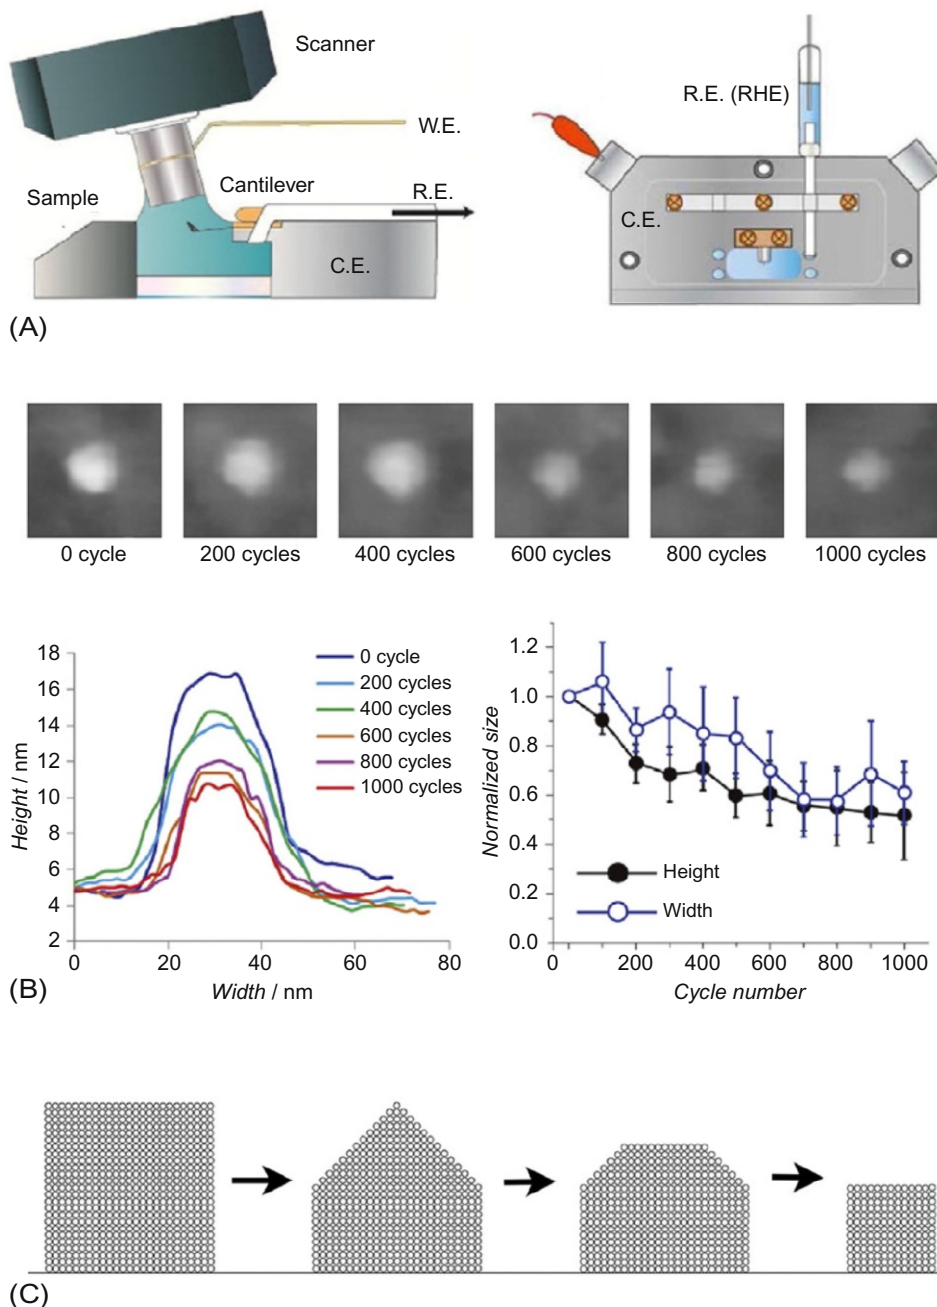 Scanner
W.E.
Cantilever
Sample
R.E.
C.E.
R.E. (RHE)
C.E.
(A)
0 cycle
200 cycles
400 cycles
600 cycles
800 cycles
1000 cycles
18
16
14
12
10
8
6
4
2
Height / nm
0
20
40
60
80
Width / nm
0 cycle
200 cycles
400 cycles
600 cycles
800 cycles
1000 cycles
1.2
1.0
0.8
0.6
0.4
0.2
0.0
Normalized size
Height
Width
0
200
400
600
800
1000
Cycle number
(B)
(C)